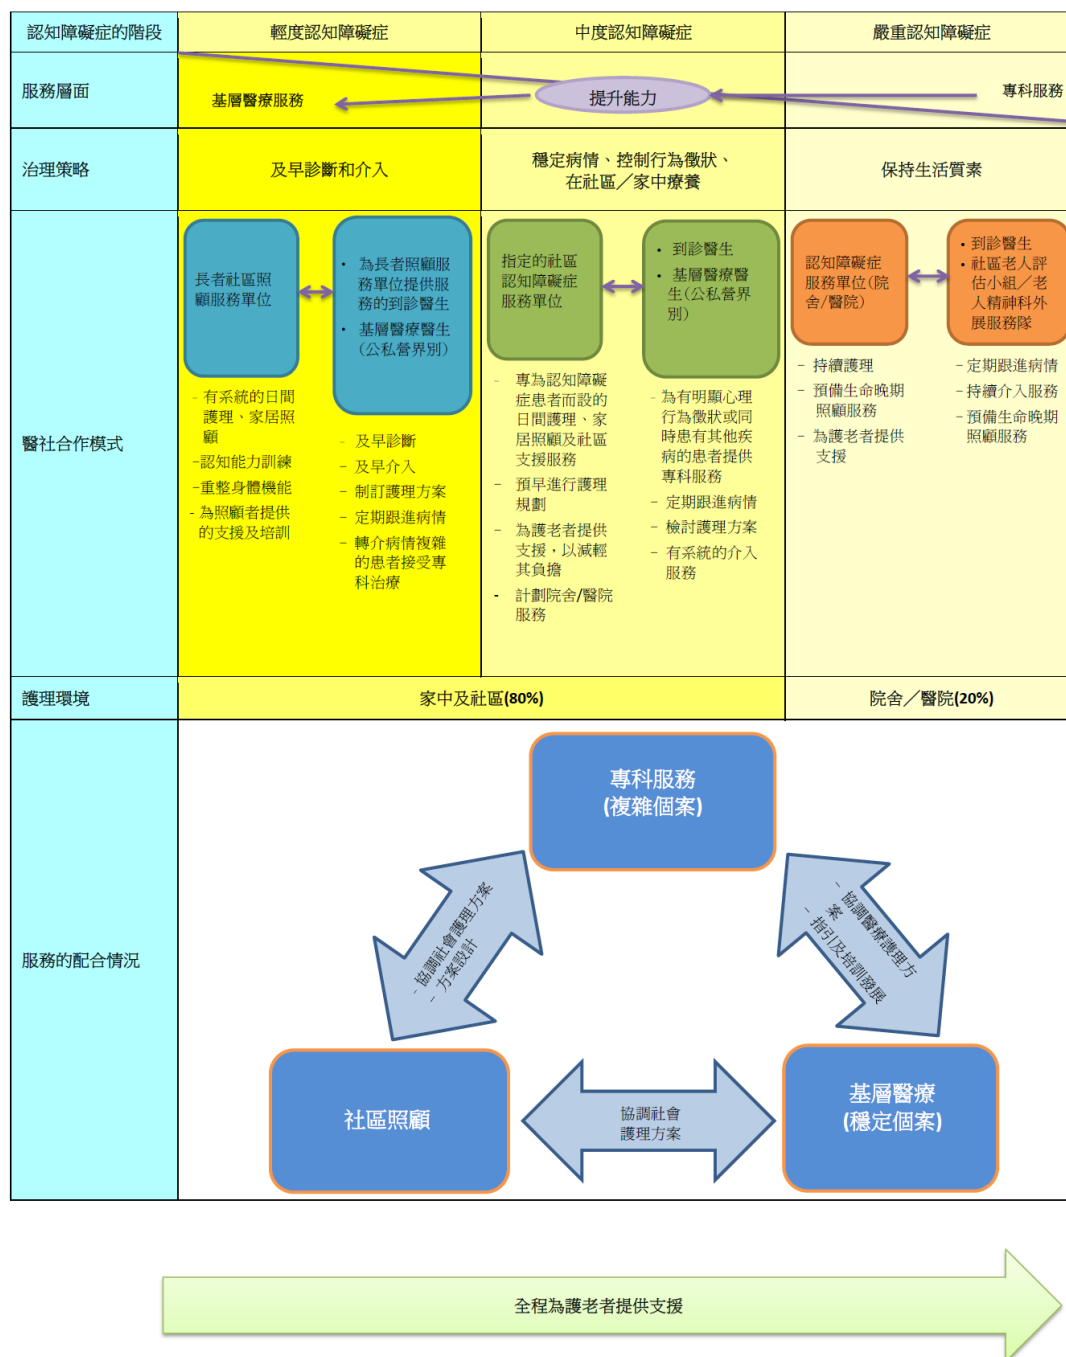 認知障礙症的階段
輕度認知障礙症
中度認知障礙症
嚴重認知障礙症
服務層面
基層醫療服務
提升能力
專科服務
治理策略
及早診斷和介入
穩定病情、控制行為徵狀、
在社區／家中療養
保持生活質素
醫社合作模式
長者社區照
顧服務單位
• 為長者照顧服
務單位提供服
務的到診醫生
• 基層醫療醫生
(公私營界別)
- 有系統的日間
護理、家居照
顧
-認知能力訓練
-重整身體機能
- 為照顧者提供
的支援及培訓
- 及早診斷
- 及早介入
- 制訂護理方案
- 定期跟進病情
- 轉介病情複雜
的患者接受專
科治療
指定的社區
認知障礙症
服務單位
• 到診醫生
• 基層醫療醫
生(公私營界
別)
- 專為認知障礙
症患者而設的
日間護理、家
居照顧及社區
支援服務
- 預早進行護理
規劃
- 為護老者提供
支援，以減輕
其負擔
- 計劃院舍/醫院
服務
- 為有明顯心理
行為徵狀或同
時患有其他疾
病的患者提供
專科服務
- 定期跟進病情
- 檢討護理方案
- 有系統的介入
服務
認知障礙症
服務單位(院
舍/醫院)
• 到診醫生
• 社區老人評
估小組／老
人精神科外
展服務隊
- 持續護理
- 預備生命晚期
照顧服務
- 為護老者提供
支援
- 定期跟進病情
- 持續介入服務
- 預備生命晚期
照顧服務
護理環境
家中及社區(80%)
院舍／醫院(20%)
服務的配合情況
專科服務
(複雜個案)
- 協調社會護理方案
- 方案設計
- 協調醫療護理方
案
- 指引及培訓發展
社區照顧
協調社會
護理方案
基層醫療
(穩定個案)
全程為護老者提供支援